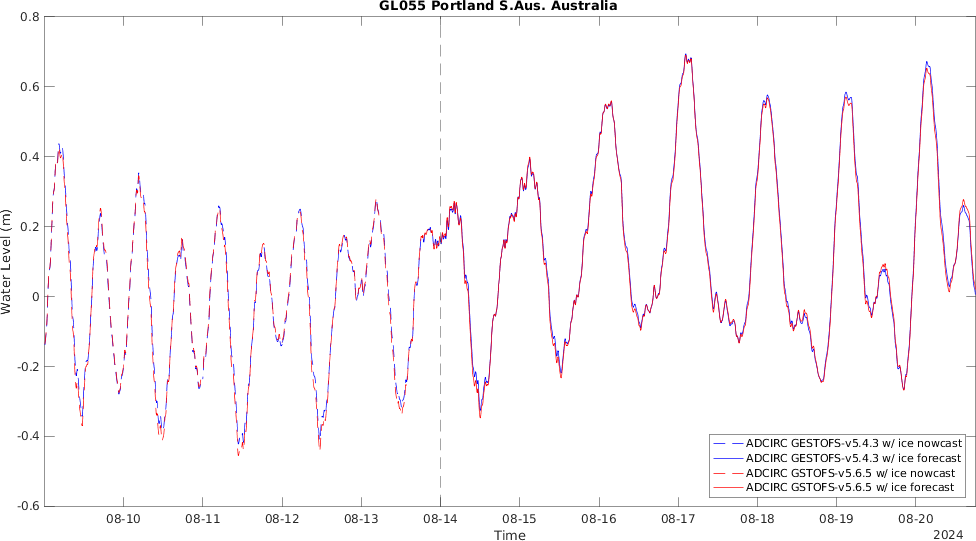 GL055 Portland S.Aus. Australia
Water Level (m)
0.8
0.6
0.4
0.2
0
-0.2
-0.4
-0.6
ADCIRC GESTOFS-v5.4.3 w/ ice nowcast
ADCIRC GESTOFS-v5.4.3 w/ ice forecast
ADCIRC GSTOFS-v5.6.5 w/ ice nowcast
ADCIRC GSTOFS-v5.6.5 w/ ice forecast
08-10 08-11 08-12 08-13 08-14 08-15 08-16 08-17 08-18 08-19 08-20
Time
2024